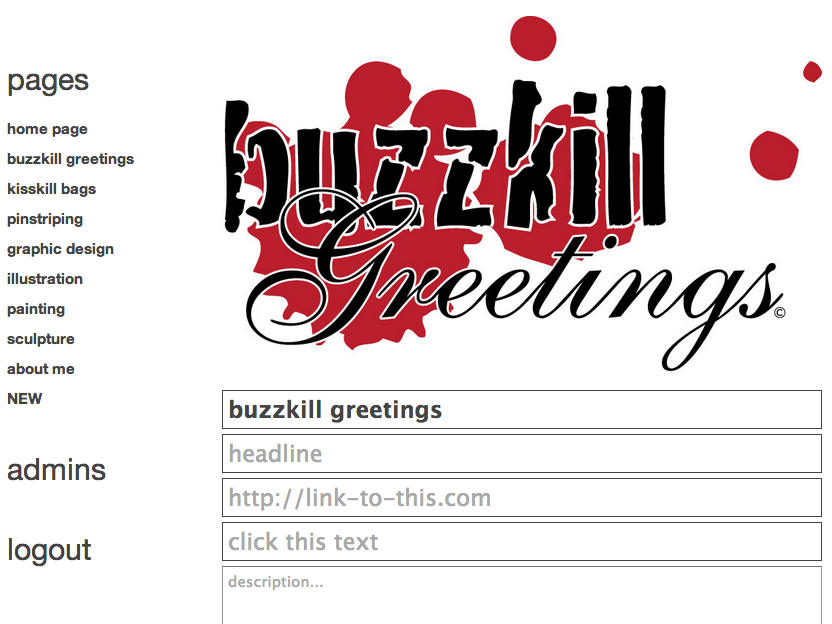 pages
home page
buzzkill greetings
kisskill bags
pinstriping
graphic design
illustration
painting
sculpture
about me
NEW
admins
logout
buzzkill
Greetings©
buzzkill greetings
headline
http://link-to-this.com
click this text
description...